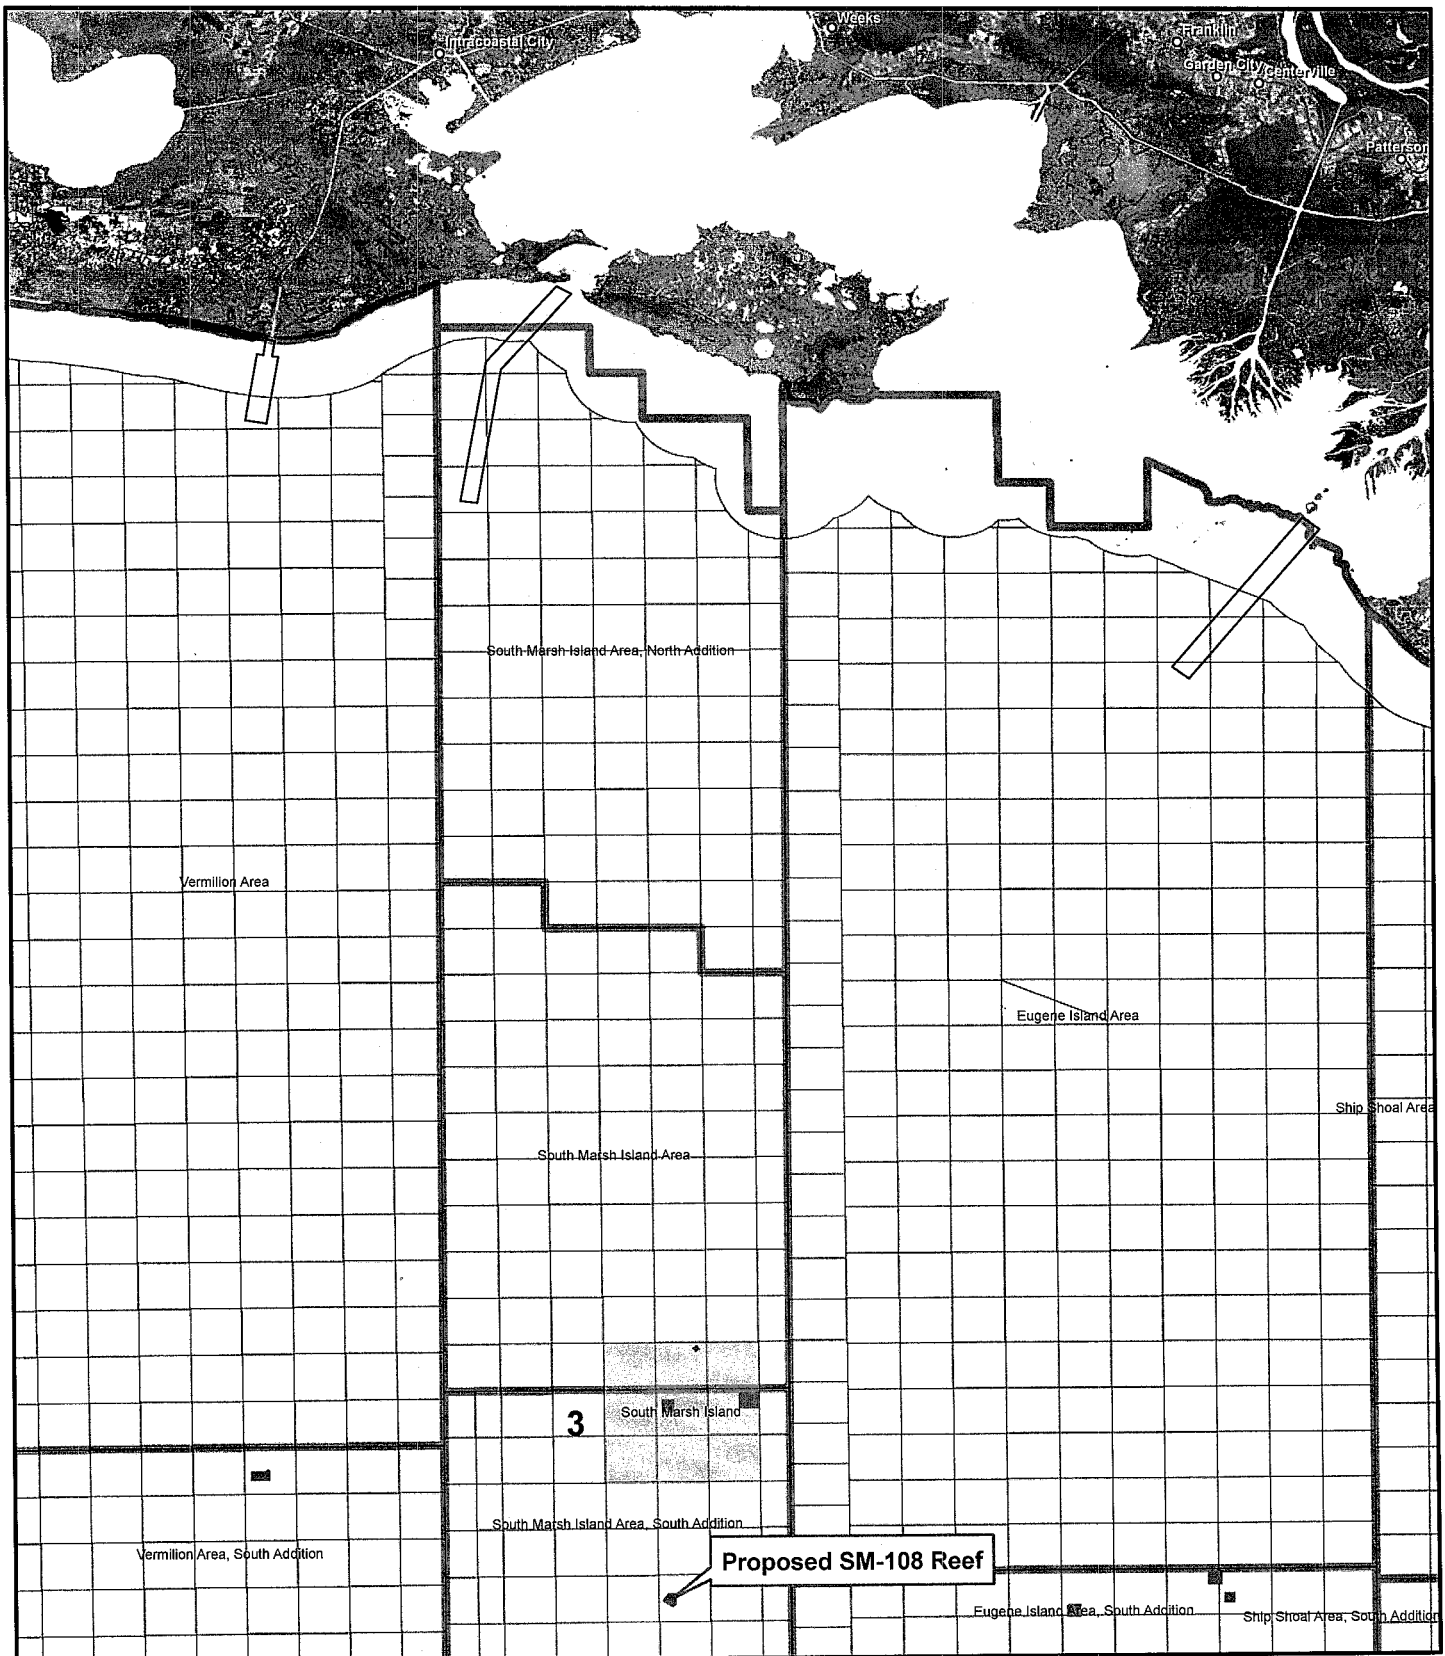 Weeks
Franklin
Intracoastal City
Garden City
Centerville
Patterson
South Marsh Island Area, North Addition
Vermilion Area
Eugene Island Area
Ship Shoal Area
South Marsh Island Area
South Marsh Island
3
South Marsh Island Area, South Addition
Vermilion Area, South Addition
Proposed SM-108 Reef
Eugene Island Area, South Addition
Ship Shoal Area, South Addition